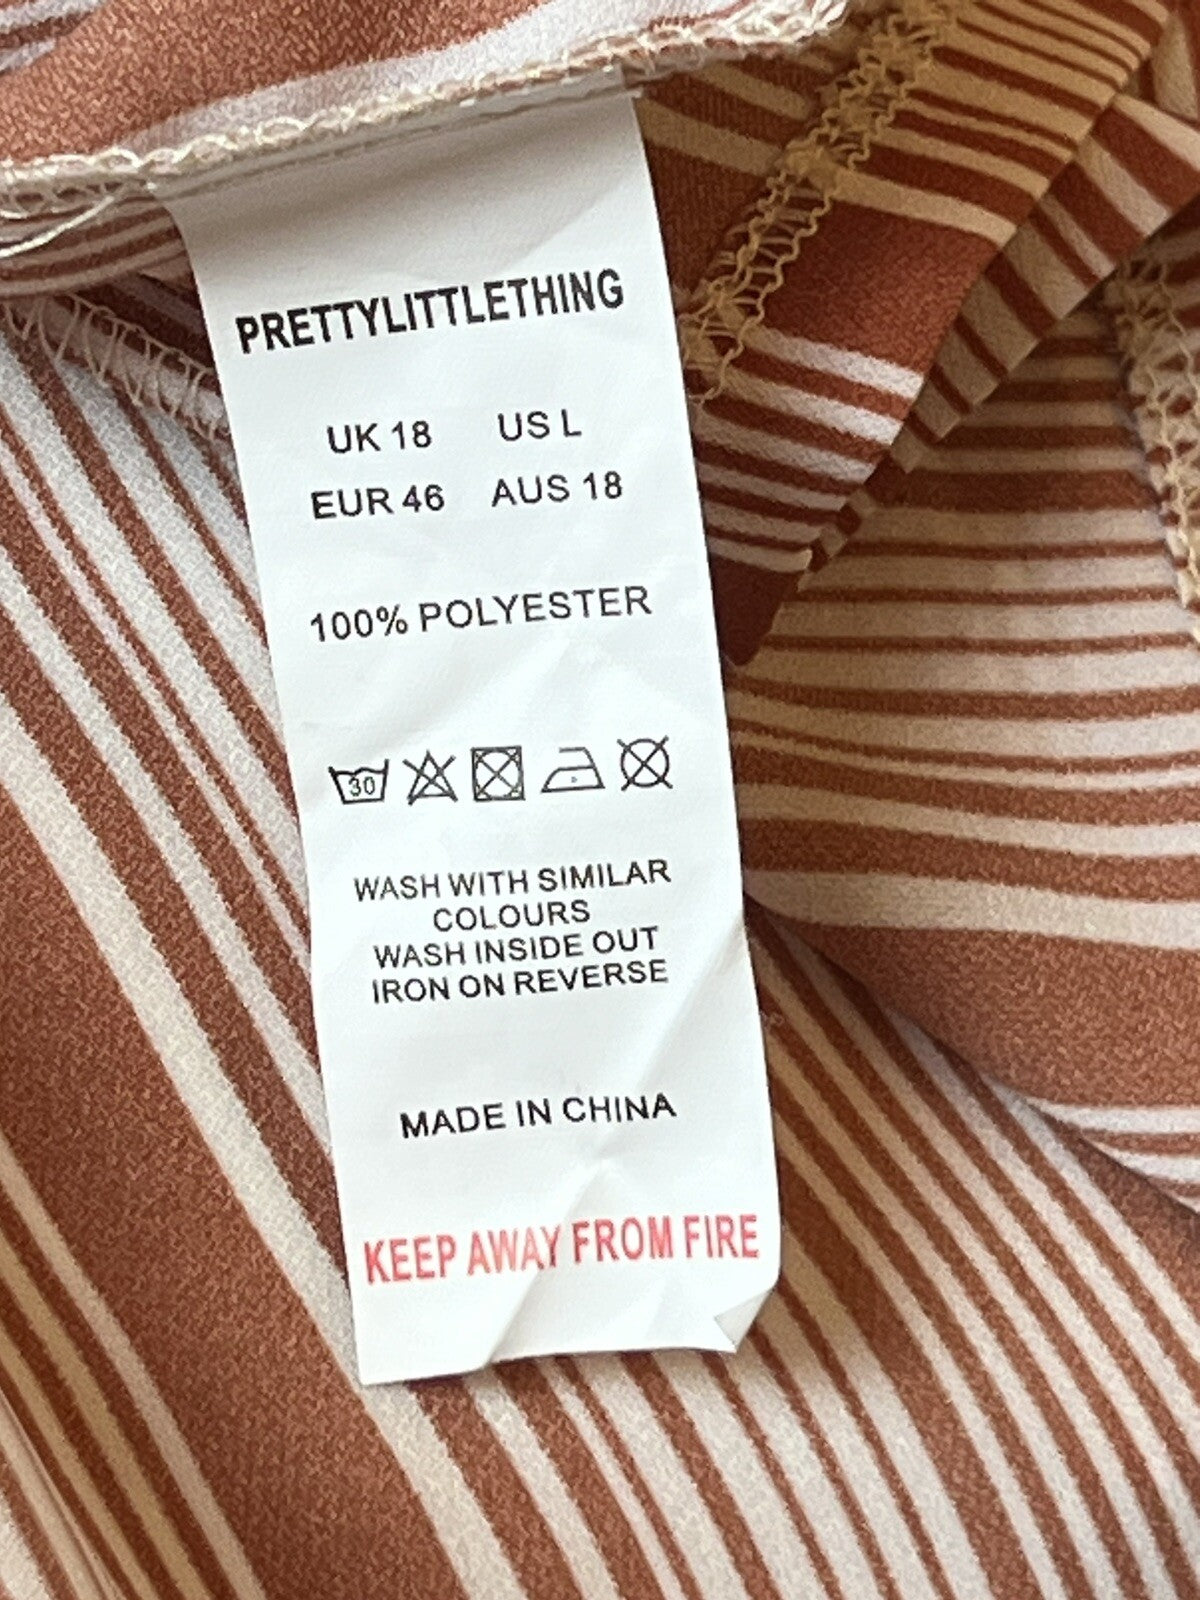 PRETTYLITTLETHING
UK 18 US L
EUR 46 AUS 18
100% POLYESTER
30
WASH WITH SIMILAR
COLOURS
WASH INSIDE OUT
IRON ON REVERSE
MADE IN CHINA
KEEP AWAY FROM FIRE